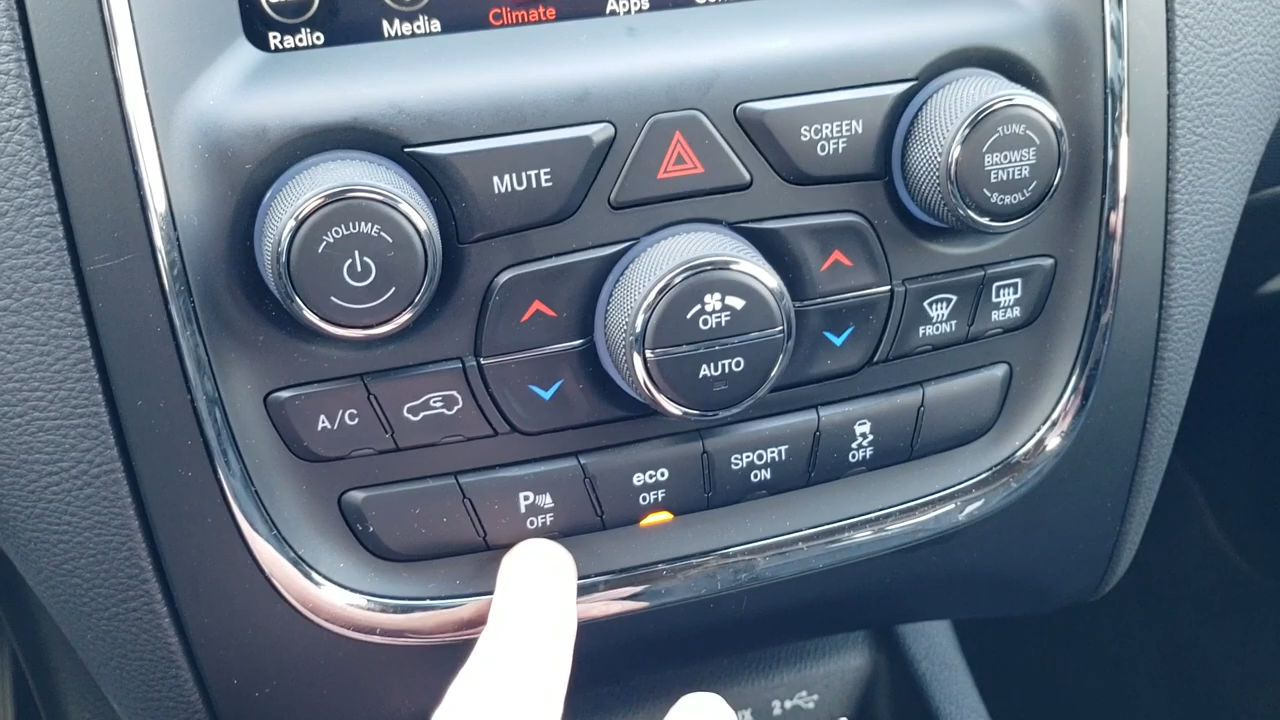 Radio
Media
Climate
Apps
MUTE
SCREEN
OFF
TUNE
BROWSE
ENTER
SCROLL
VOLUME
OFF
AUTO
FRONT
REAR
A/C
P
OFF
eco
OFF
SPORT
ON
OFF
2